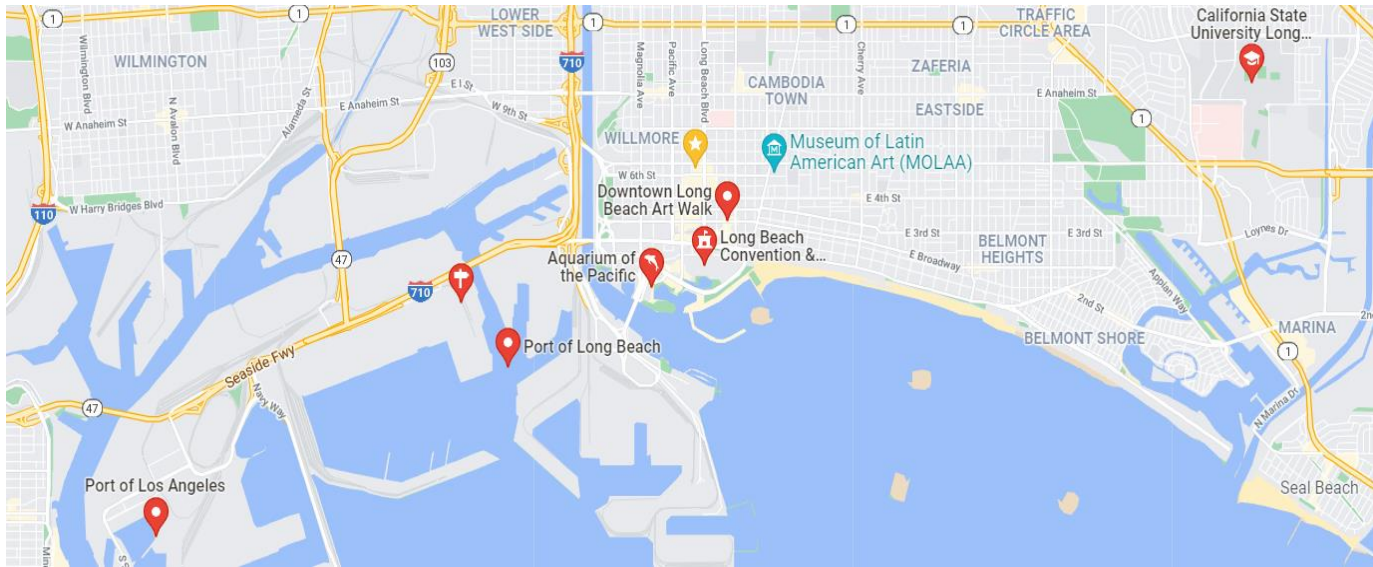 LOWER
WEST SIDE
TRAFFIC
CIRCLE AREA
California State
University Long...
1
1
1
1
1
WILMINGTON
Wilmington Blvd
N Avalon Blvd
Alameda St
103
710
Magnolia Ave
Pacific Ave
Long Beach Blvd
Cherry Ave
ZAFERIA
CAMBODIA
TOWN
EASTSIDE
E Anaheim St
E I St
W 9th St
W Anaheim St
E Anaheim St
1
WILLMORE
Museum of Latin
American Art (MOLAA)
W 6th St
Downtown Long
Beach Art Walk
E 4th St
W Harry Bridges Blvd
110
E 3rd St
E 3rd St
Loynes Dr
Long Beach
Convention &...
BELMONT
HEIGHTS
E Broadway
47
Aquarium of
the Pacific
710
Appian Way
2nd St
2nd
MARINA
BELMONT SHORE
Port of Long Beach
1
Seaside Fwy
Navy Way
47
N Marina Dr
Port of Los Angeles
Seal Beach